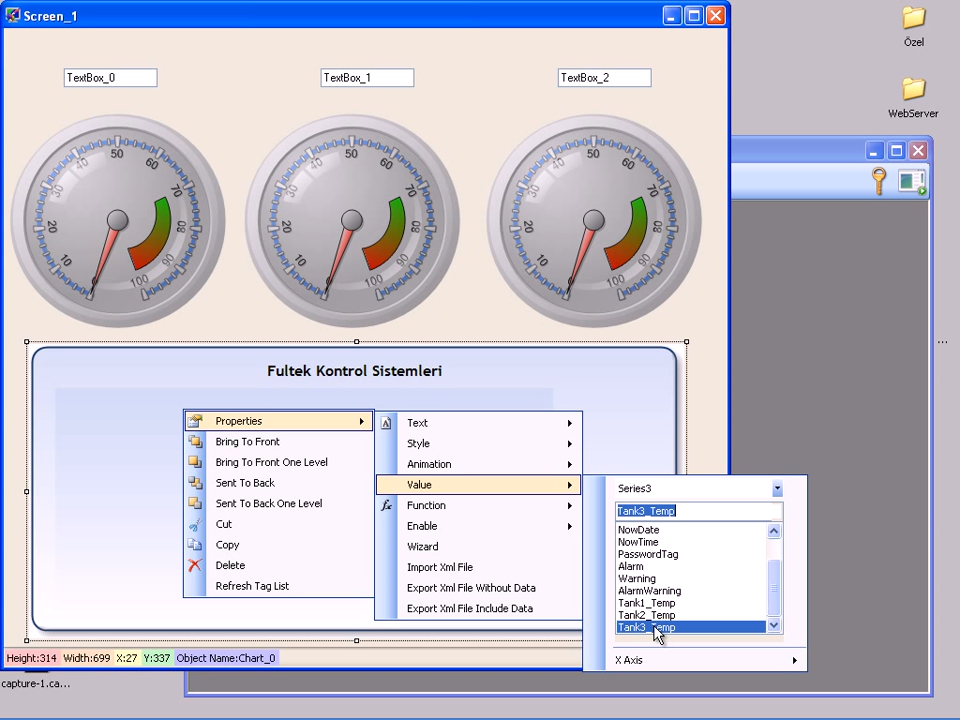 Screen_1
Özel
WebServer
TextBox_0
TextBox_1
TextBox_2
0 10 20 30 40 50 60 70 80 90 100
0 10 20 30 40 50 60 70 80 90 100
0 10 20 30 40 50 60 70 80 90 100
...
Fultek Kontrol Sistemleri
Properties
Bring To Front
Bring To Front One Level
Sent To Back
Sent To Back One Level
Cut
Copy
Delete
Refresh Tag List
Text
Style
Animation
Value
Function
Enable
Wizard
Import Xml File
Export Xml File Without Data
Export Xml File Include Data
Series3
Tank3_Temp
NowDate
NowTime
PasswordTag
Alarm
Warning
AlarmWarning
Tank1_Temp
Tank2_Temp
Tank3_Temp
X Axis
Height:314 Width:699 X:27 Y:337 Object Name:Chart_0
capture-1.ca...